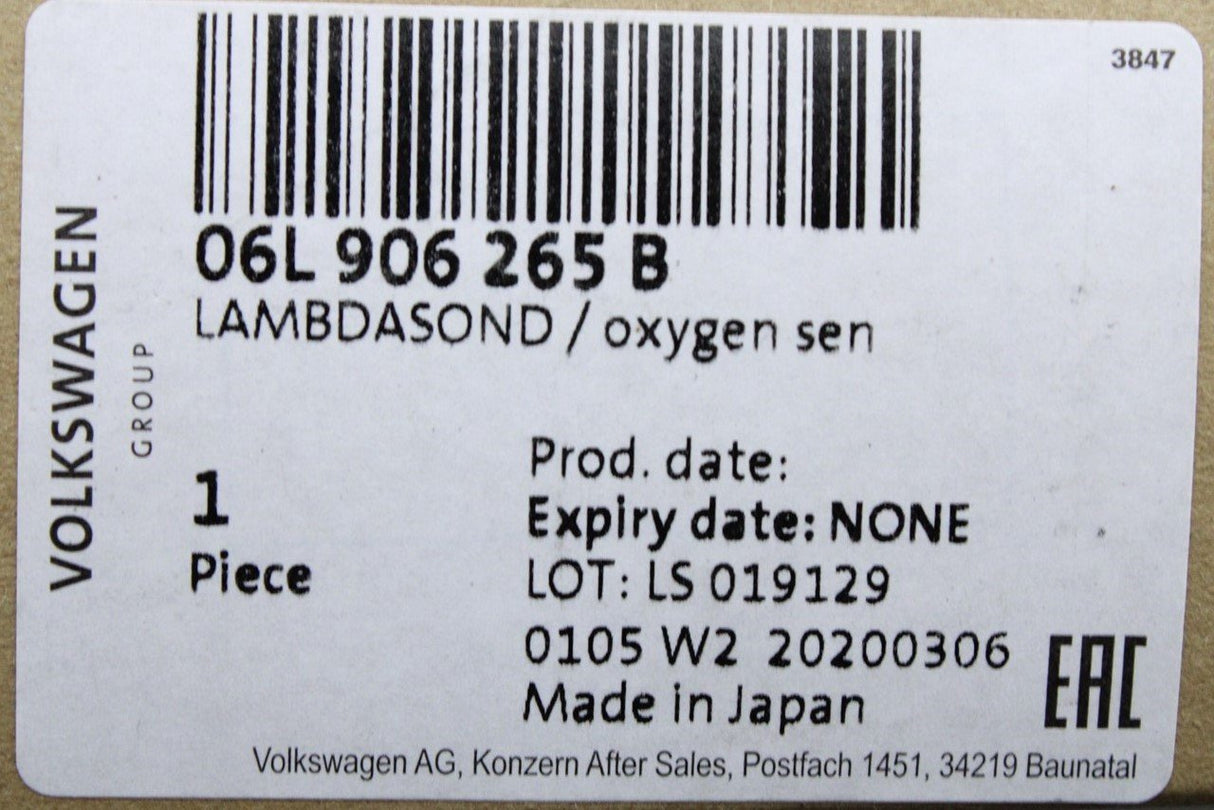 3847
VOLKSWAGEN
GROUP
06L 906 265 B
LAMBDASOND / oxygen sen
1
Piece
Prod. date:
Expiry date: NONE
LOT: LS 019129
0105 W2 20200306
Made in Japan
EAC
Volkswagen AG, Konzern After Sales, Postfach 1451, 34219 Baunatal